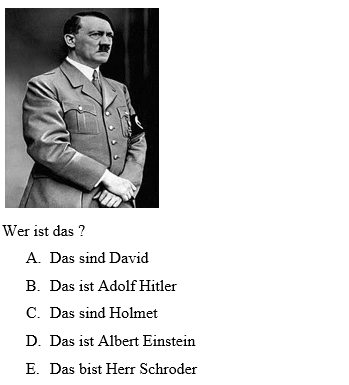 Wer ist das ?
A. Das sind David
B. Das ist Adolf Hitler
C. Das sind Holmet
D. Das ist Albert Einstein
E. Das bist Herr Schroder